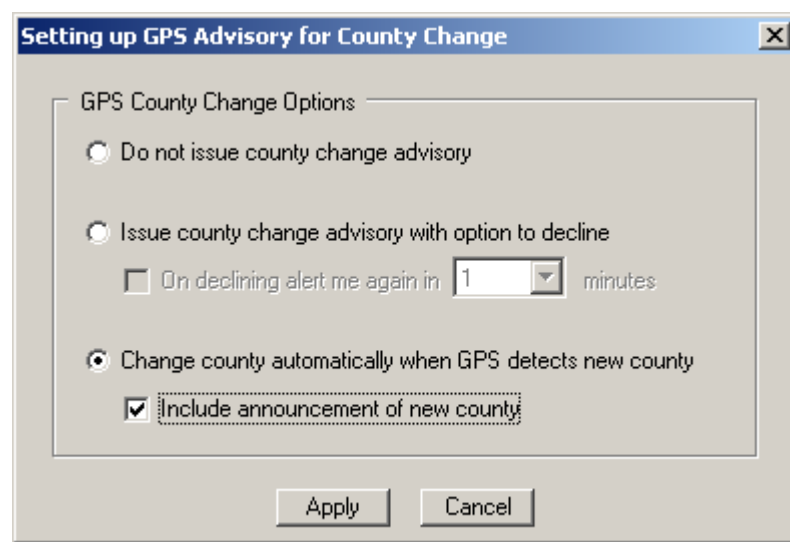 Setting up GPS Advisory for County Change
GPS County Change Options
Do not issue county change advisory
Issue county change advisory with option to decline
On declining alert me again in 1 minutes
Change county automatically when GPS detects new county
Include announcement of new county
Apply Cancel